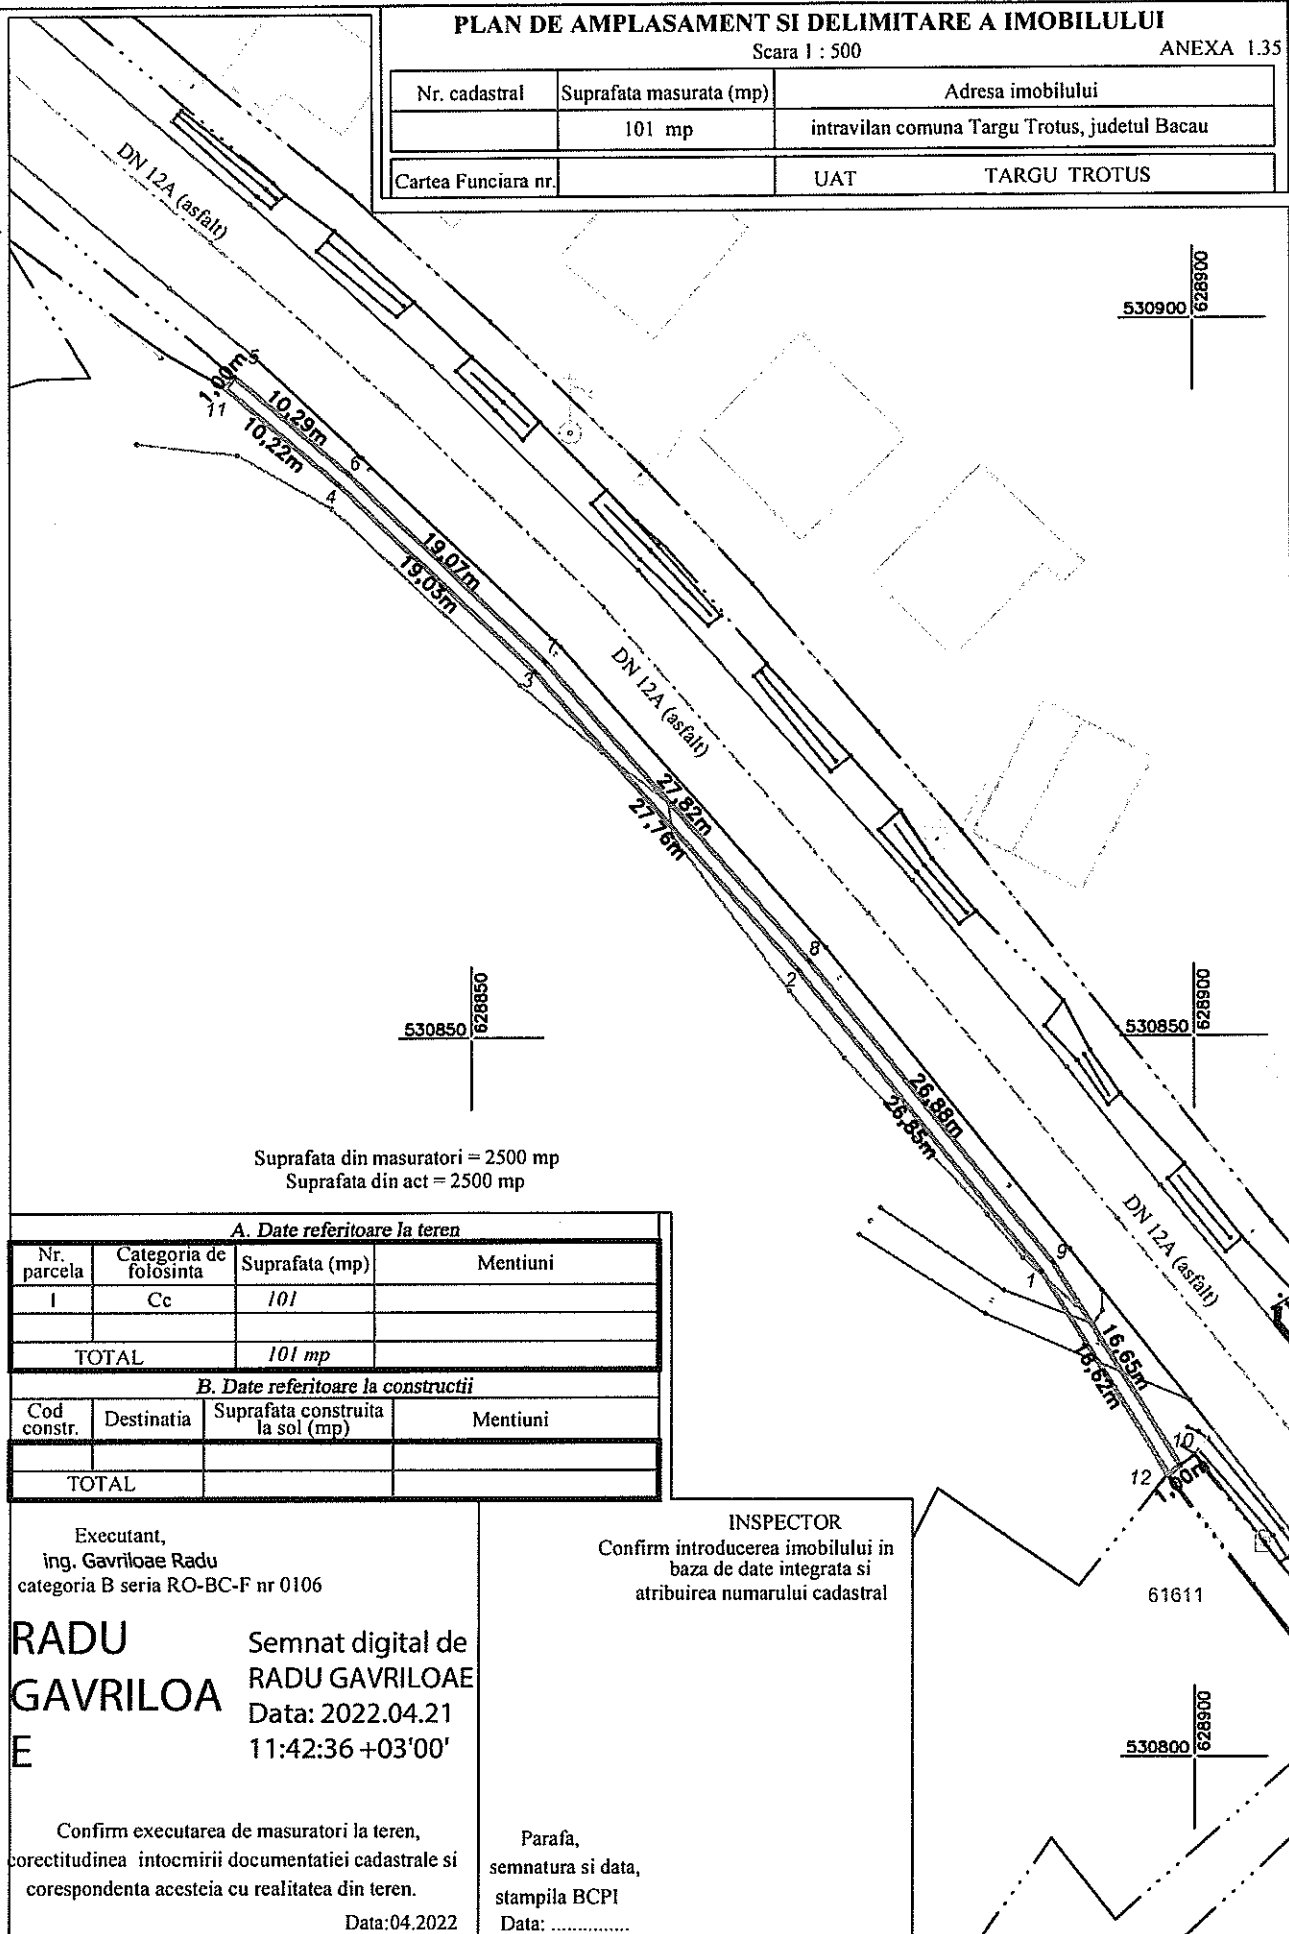 PLAN DE AMPLASAMENT SI DELIMITARE A IMOBILULUI
Scara 1 : 500
ANEXA 1.35
Nr. cadastral
Suprafata masurata (mp)
Adresa imobilului
101 mp
intravilan comuna Targu Trotus, judetul Bacau
Cartea Funciara nr.
UAT
TARGU TROTUS
DN 12A (asfalt)
530900
628900
5
1,00m
11
10,29m
10,22m
6
4
19,07m
19,03m
3
DN 12A (asfalt)
27,82m
27,76m
8
2
530850
628850
530850
628900
26,88m
26,85m
DN 12A (asfalt)
9
1
16,65m
16,62m
10
12
61611
530800
628900
Suprafata din masuratori = 2500 mp
Suprafata din act = 2500 mp
A. Date referitoare la teren
Nr. parcela
Categoria de folosinta
Suprafata (mp)
Mentiuni
1
Cc
101
TOTAL
101 mp
B. Date referitoare la constructii
Cod constr.
Destinatia
Suprafata construita la sol (mp)
Mentiuni
TOTAL
Executant,
ing. Gavriloae Radu
categoria B seria RO-BC-F nr 0106
RADU
GAVRILOA
E
Semnat digital de
RADU GAVRILOAE
Data: 2022.04.21
11:42:36 +03'00'
Confirm executarea de masuratori la teren,
corectitudinea intocmirii documentatiei cadastrale si
corespondenta acesteia cu realitatea din teren.
Data:04.2022
INSPECTOR
Confirm introducerea imobilului in
baza de date integrata si
atribuirea numarului cadastral
Parafa,
semnatura si data,
stampila BCPI
Data: ...............